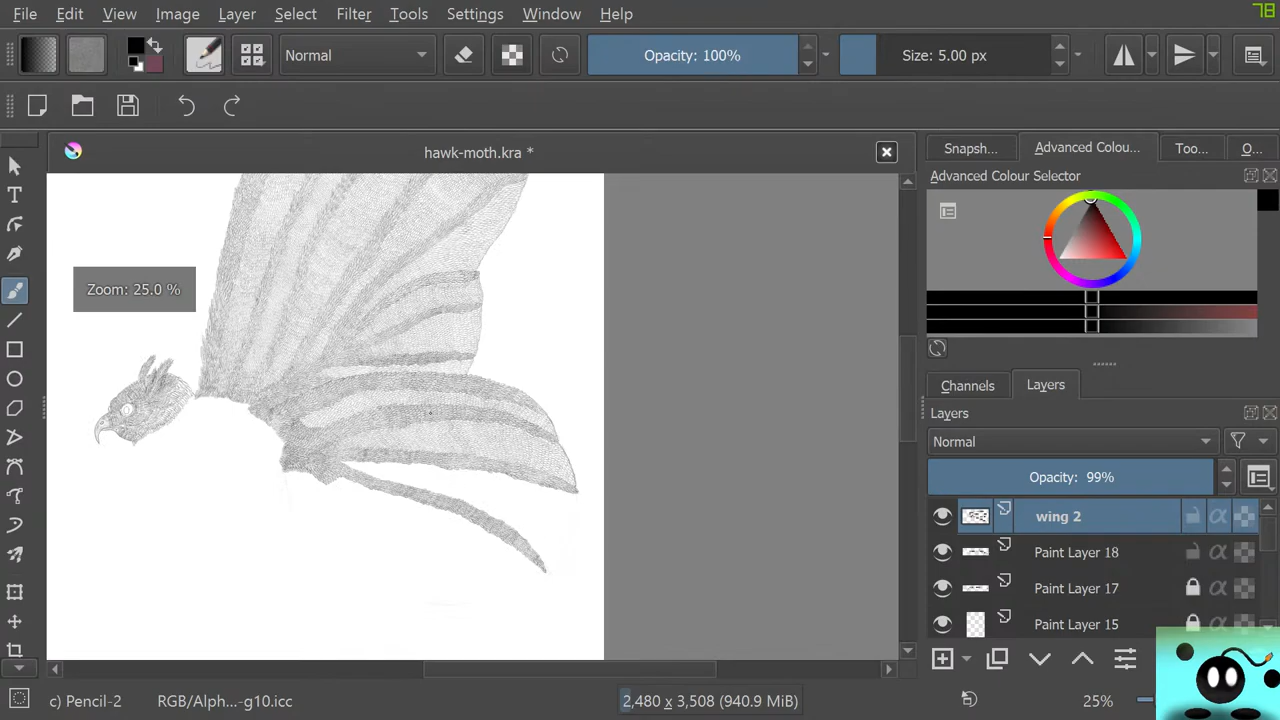 78
File Edit View Image Layer Select Filter Tools Settings Window Help
Normal Opacity: 100% Size: 5.00 px
hawk-moth.kra *
Snapsh... Advanced Colou... Too... O...
Advanced Colour Selector
Zoom: 25.0 %
Channels Layers
Layers
Normal
Opacity: 99%
wing 2
Paint Layer 18
Paint Layer 17
Paint Layer 15
c) Pencil-2 RGB/Alph...-g10.icc 2,480 x 3,508 (940.9 MiB) 25%